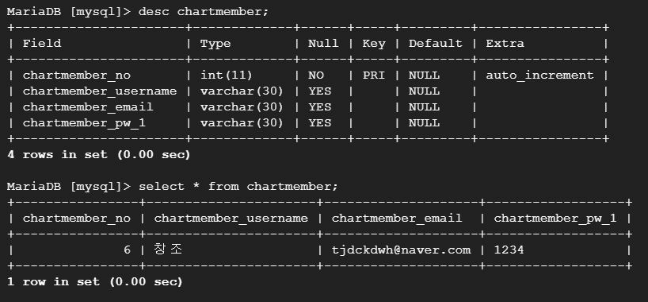 MariaDB [mysql]> desc chartmember;
+----------------------+-------------+------+-----+---------+----------------+
| Field                | Type        | Null | Key | Default | Extra          |
+----------------------+-------------+------+-----+---------+----------------+
| chartmember_no       | int(11)     | NO   | PRI | NULL    | auto_increment |
| chartmember_username | varchar(30) | YES  |     | NULL    |                |
| chartmember_email    | varchar(30) | YES  |     | NULL    |                |
| chartmember_pw_1     | varchar(30) | YES  |     | NULL    |                |
+----------------------+-------------+------+-----+---------+----------------+
4 rows in set (0.00 sec)
MariaDB [mysql]> select * from chartmember;
+----------------+----------------------+-------------------+------------------+
| chartmember_no | chartmember_username | chartmember_email | chartmember_pw_1 |
+----------------+----------------------+-------------------+------------------+
|              6 | 창조                 | tjdckdwh@naver.com | 1234             |
+----------------+----------------------+-------------------+------------------+
1 row in set (0.00 sec)